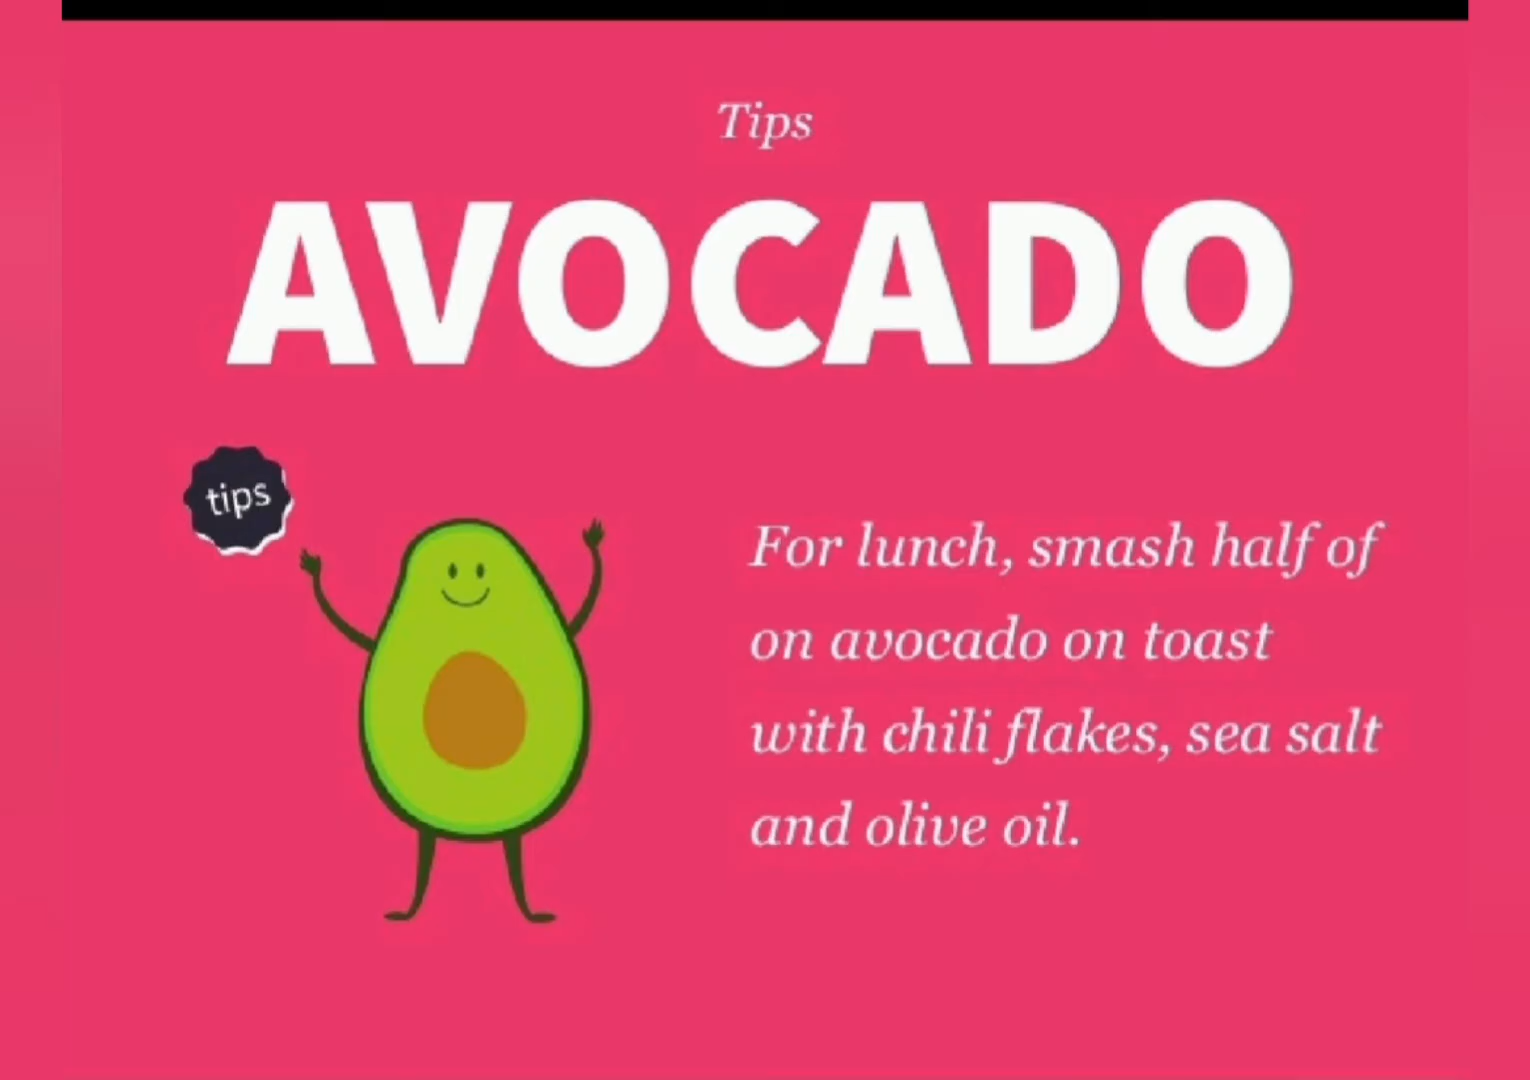 Tips
AVOCADO
tips
For lunch, smash half of
on avocado on toast
with chili flakes, sea salt
and olive oil.